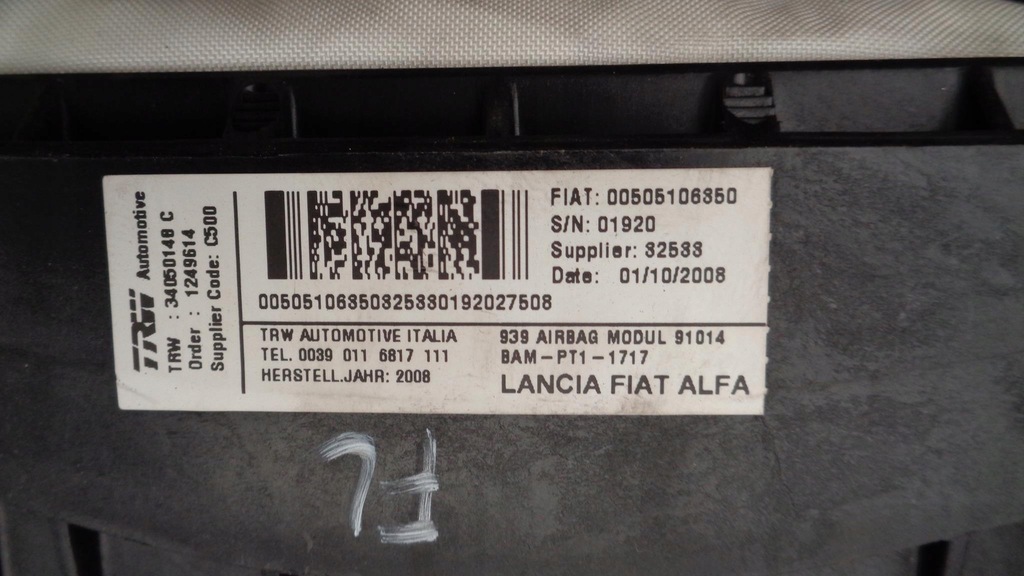 TRW Automotive
TRW : 34050148 C
Order : 1249614
Supplier Code: C500
FIAT: 00505106350
S/N: 01920
Supplier: 32533
Date: 01/10/2008
00505106350325330192027508
TRW AUTOMOTIVE ITALIA
TEL. 0039 011 6817 111
HERSTELL.JAHR: 2008
939 AIRBAG MODUL 91014
BAM-PT1-1717
LANCIA FIAT ALFA